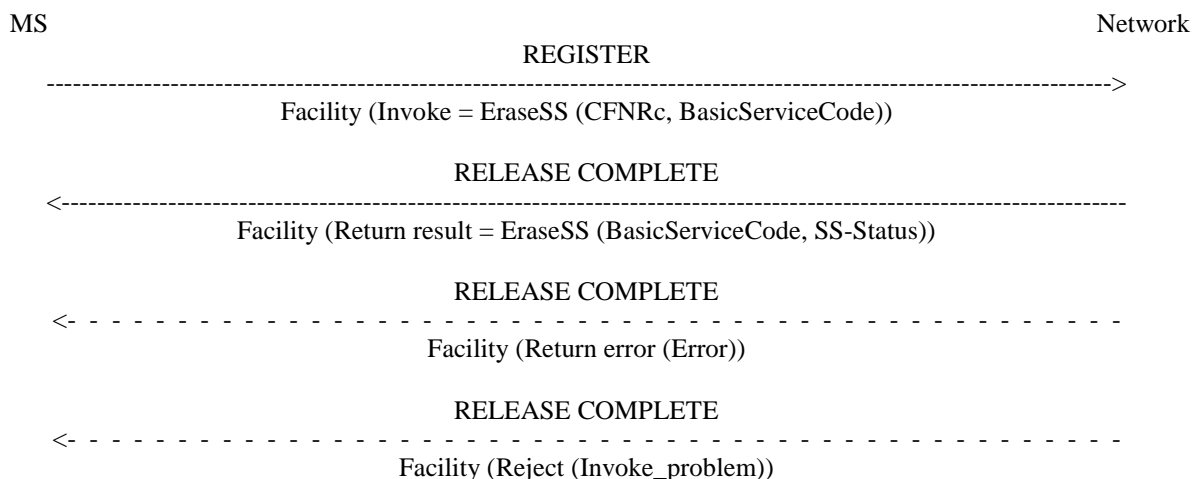 MS Network
REGISTER
Facility (Invoke = EraseSS (CFNRc, BasicServiceCode))
RELEASE COMPLETE
Facility (Return result = EraseSS (BasicServiceCode, SS-Status))
RELEASE COMPLETE
Facility (Return error (Error))
RELEASE COMPLETE
Facility (Reject (Invoke_problem))